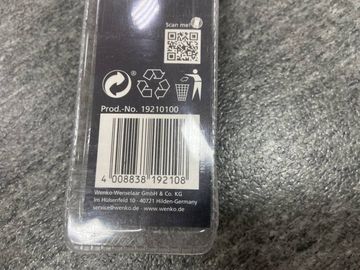 Scan me!
Prod.-No. 19210100
4 008838 192108
Wenko-Wenselaar GmbH & Co. KG
Im Hülsenfeld 10 · 40721 Hilden-Germany
service@wenko.de · www.wenko.de